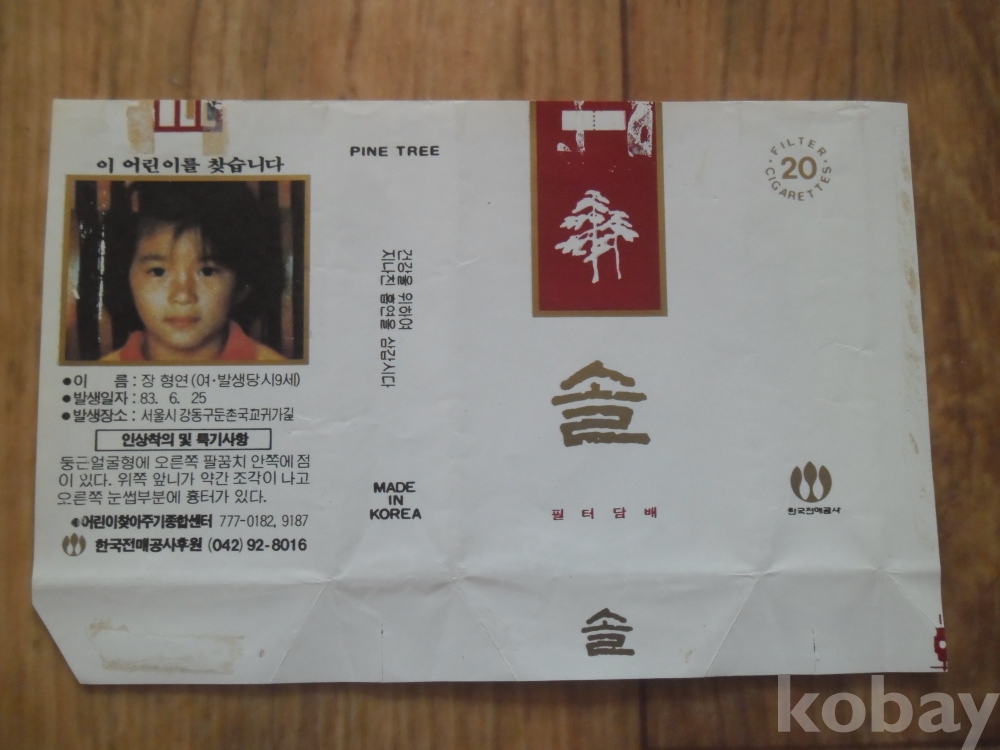 이 어린이를 찾습니다
●이 름 : 장 형연(여·발생당시9세)
●발생일자 : 83. 6. 25
●발생장소 : 서울시 강동구둔촌국교귀가길
인상착의 및 특기사항
둥근얼굴형에 오른쪽 팔꿈치 안쪽에 점
이 있다. 위쪽 앞니가 약간 조각이 나고
오른쪽 눈썹부분에 흉터가 있다.
어린이찾아주기종합센터 777-0182, 9187
한국전매공사후원 (042) 92-8016
PINE TREE
건강을 위하여
지나친 흡연을 삼갑시다
MADE
IN
KOREA
솔
필터담배
솔
FILTER
20
CIGARETTES
한국전매공사
kobay